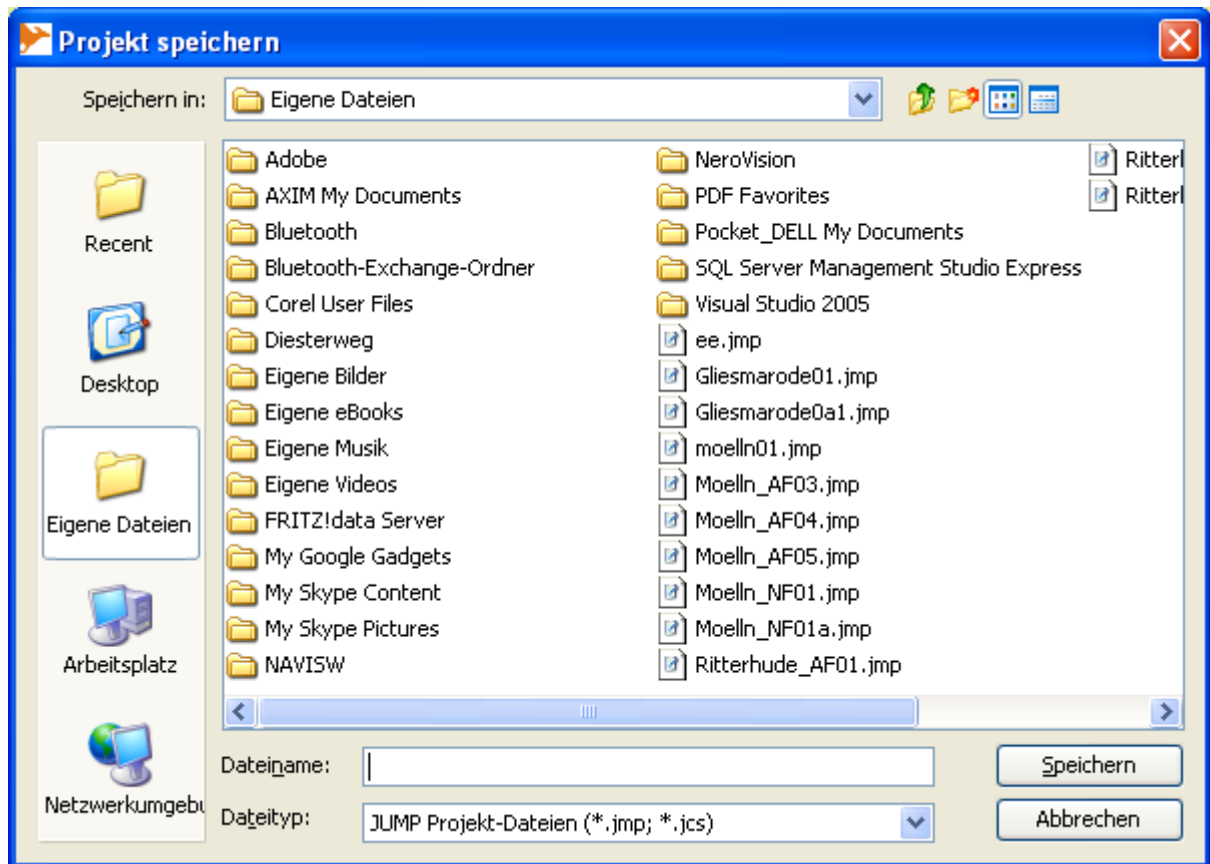 Projekt speichern
Speichern in: Eigene Dateien
Recent
Desktop
Eigene Dateien
Arbeitsplatz
Netzwerkumgebu
Adobe
AXIM My Documents
Bluetooth
Bluetooth-Exchange-Ordner
Corel User Files
Diesterweg
Eigene Bilder
Eigene eBooks
Eigene Musik
Eigene Videos
FRITZ!data Server
My Google Gadgets
My Skype Content
My Skype Pictures
NAVISW
NeroVision
PDF Favorites
Pocket_DELL My Documents
SQL Server Management Studio Express
Visual Studio 2005
ee.jmp
Gliesmarode01.jmp
Gliesmarode0a1.jmp
moelln01.jmp
Moelln_AF03.jmp
Moelln_AF04.jmp
Moelln_AF05.jmp
Moelln_NF01.jmp
Moelln_NF01a.jmp
Ritterhude_AF01.jmp
Dateiname:
Speichern
Dateityp: JUMP Projekt-Dateien (*.jmp; *.jcs)
Abbrechen